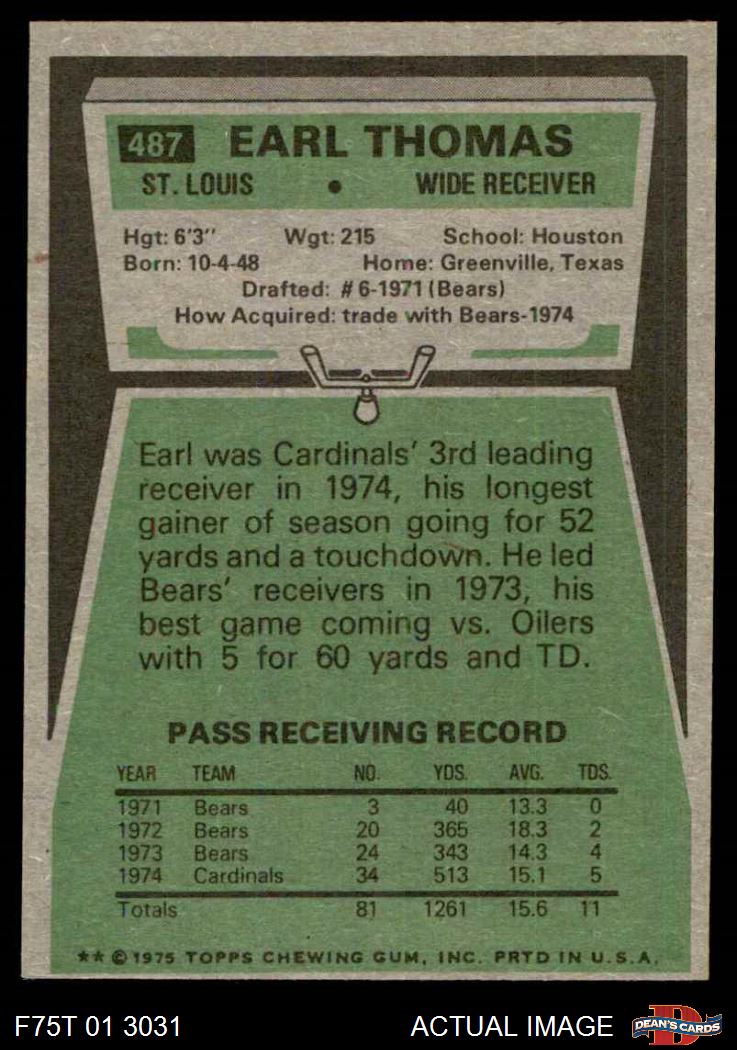 487 EARL THOMAS
ST. LOUIS • WIDE RECEIVER
Hgt: 6'3" Wgt: 215 School: Houston
Born: 10-4-48 Home: Greenville, Texas
Drafted: #6-1971 (Bears)
How Acquired: trade with Bears-1974
Earl was Cardinals' 3rd leading
receiver in 1974, his longest
gainer of season going for 52
yards and a touchdown. He led
Bears' receivers in 1973, his
best game coming vs. Oilers
with 5 for 60 yards and TD.
PASS RECEIVING RECORD
YEAR TEAM NO. YDS. AVG. TDS.
1971 Bears 3 40 13.3 0
1972 Bears 20 365 18.3 2
1973 Bears 24 343 14.3 4
1974 Cardinals 34 513 15.1 5
Totals 81 1261 15.6 11
** © 1975 TOPPS CHEWING GUM, INC. PRTD IN U.S.A.
F75T 01 3031 ACTUAL IMAGE D DEAN'S CARDS